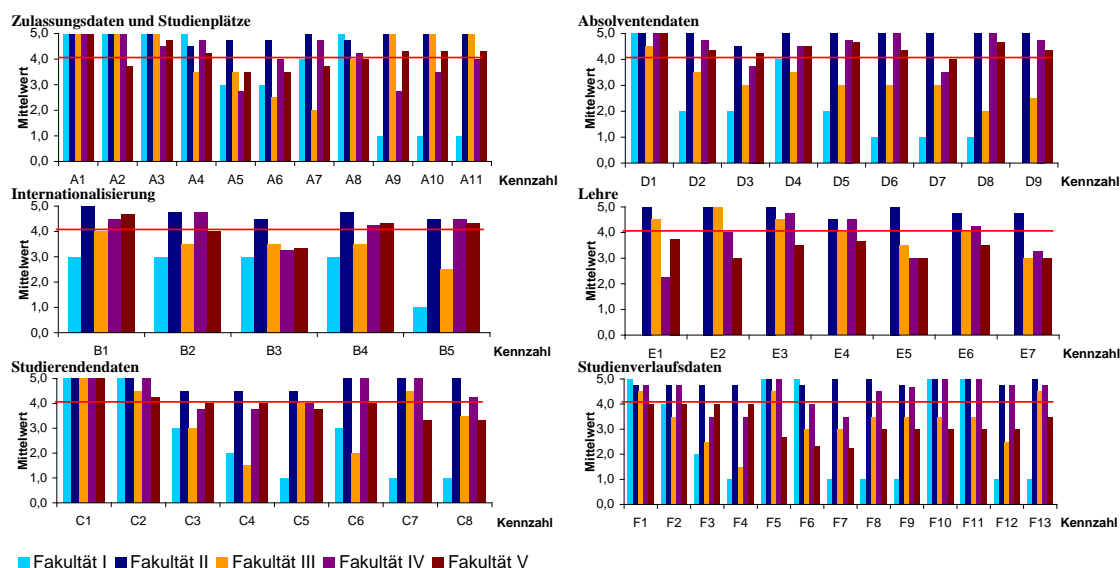 Zulassungsdaten und Studienplätze
Mittelwert
5,0
4,0
3,0
2,0
1,0
0,0
A1 A2 A3 A4 A5 A6 A7 A8 A9 A10 A11 Kennzahl
Absolventendaten
Mittelwert
5,0
4,0
3,0
2,0
1,0
0,0
D1 D2 D3 D4 D5 D6 D7 D8 D9 Kennzahl
Internationalisierung
Mittelwert
5,0
4,0
3,0
2,0
1,0
0,0
B1 B2 B3 B4 B5 Kennzahl
Lehre
Mittelwert
5,0
4,0
3,0
2,0
1,0
0,0
E1 E2 E3 E4 E5 E6 E7 Kennzahl
Studierendendaten
Mittelwert
5,0
4,0
3,0
2,0
1,0
0,0
C1 C2 C3 C4 C5 C6 C7 C8 Kennzahl
Studienverlaufsdaten
Mittelwert
5,0
4,0
3,0
2,0
1,0
0,0
F1 F2 F3 F4 F5 F6 F7 F8 F9 F10 F11 F12 F13 Kennzahl
Fakultät I Fakultät II Fakultät III Fakultät IV Fakultät V